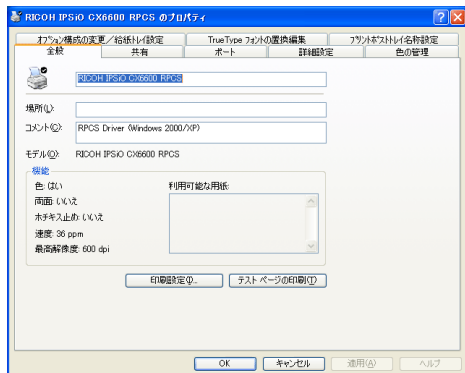 RICOH IPSiO CX6600 RPCS のプロパティ
オプション構成の変更／給紙トレイ設定 TrueType フォントの置換編集 プリントポストトレイ名称設定
全般 共有 ポート 詳細設定 色の管理
RICOH IPSiO CX6600 RPCS
場所(L):
コメント(C): RPCS Driver (Windows 2000/XP)
モデル(O): RICOH IPSiO CX6600 RPCS
機能
色: はい 利用可能な用紙:
両面: いいえ
ホチキス止め: いいえ
速度: 36 ppm
最高解像度: 600 dpi
印刷設定(I)... テスト ページの印刷(T)
OK キャンセル 適用(A) ヘルプ